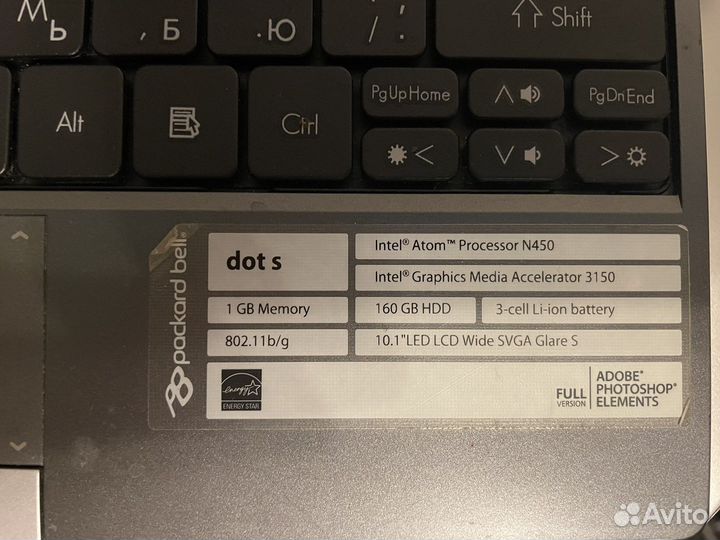 М
Ь
, Б
. Ю
/ .
⇧⇧ Shift
Alt
Ctrl
PgUp Home
PgDn End
<
>
packard bell
dot s
Intel® Atom™ Processor N450
Intel® Graphics Media Accelerator 3150
1 GB Memory
160 GB HDD
3-cell Li-ion battery
802.11b/g
10.1"LED LCD Wide SVGA Glare S
energy
ENERGY STAR
FULL
VERSION
ADOBE®
PHOTOSHOP®
ELEMENTS
Avito